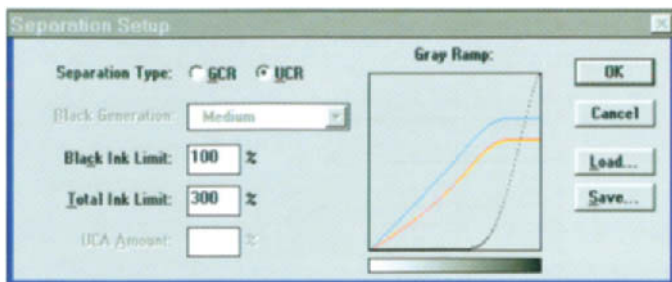 Separation Setup
Separation Type: GCR UCR
Black Generation: Medium
Black Ink Limit: 100 %
Total Ink Limit: 300 %
UCA Amount: %
Gray Ramp:
OK
Cancel
Load...
Save...